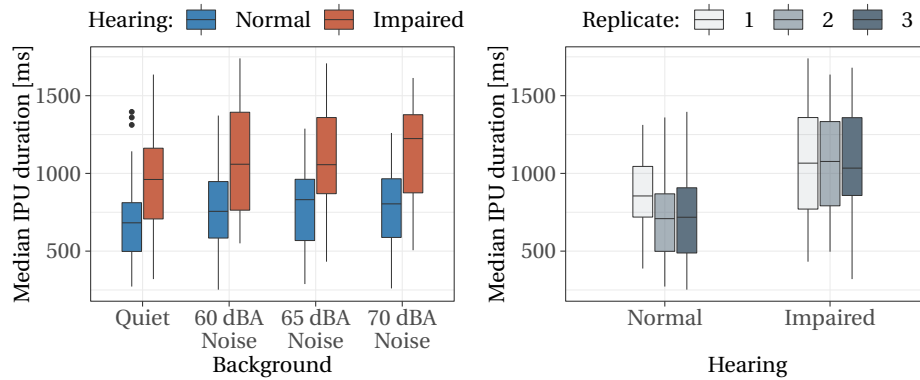 Hearing: Normal Impaired
Median IPU duration [ms]
1500
1000
500
Quiet 60 dBA Noise 65 dBA Noise 70 dBA Noise
Background
Replicate: 1 2 3
Median IPU duration [ms]
1500
1000
500
Normal Impaired
Hearing